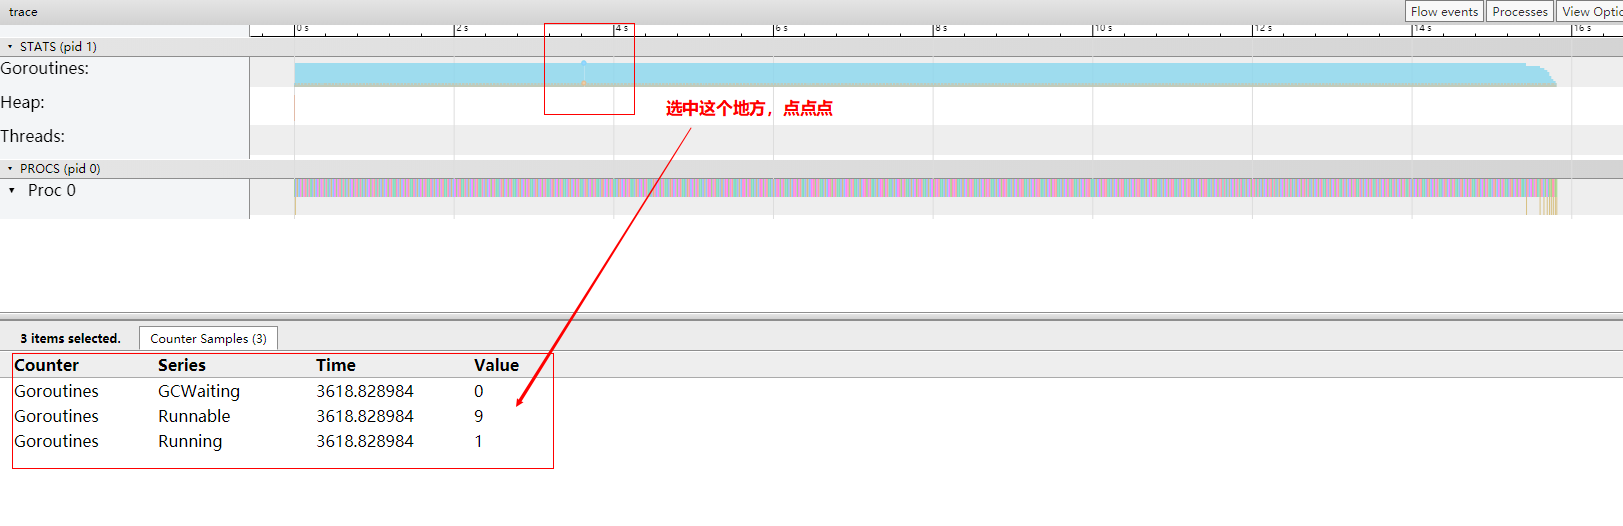 trace
Flow events
Processes
View Optic
0 s
2 s
4 s
6 s
8 s
10 s
12 s
14 s
16 s
STATS (pid 1)
Goroutines:
Heap:
Threads:
选中这个地方，点点点
PROCS (pid 0)
Proc 0
3 items selected.
Counter Samples (3)
Counter Series Time Value
Goroutines GCWaiting 3618.828984 0
Goroutines Runnable 3618.828984 9
Goroutines Running 3618.828984 1